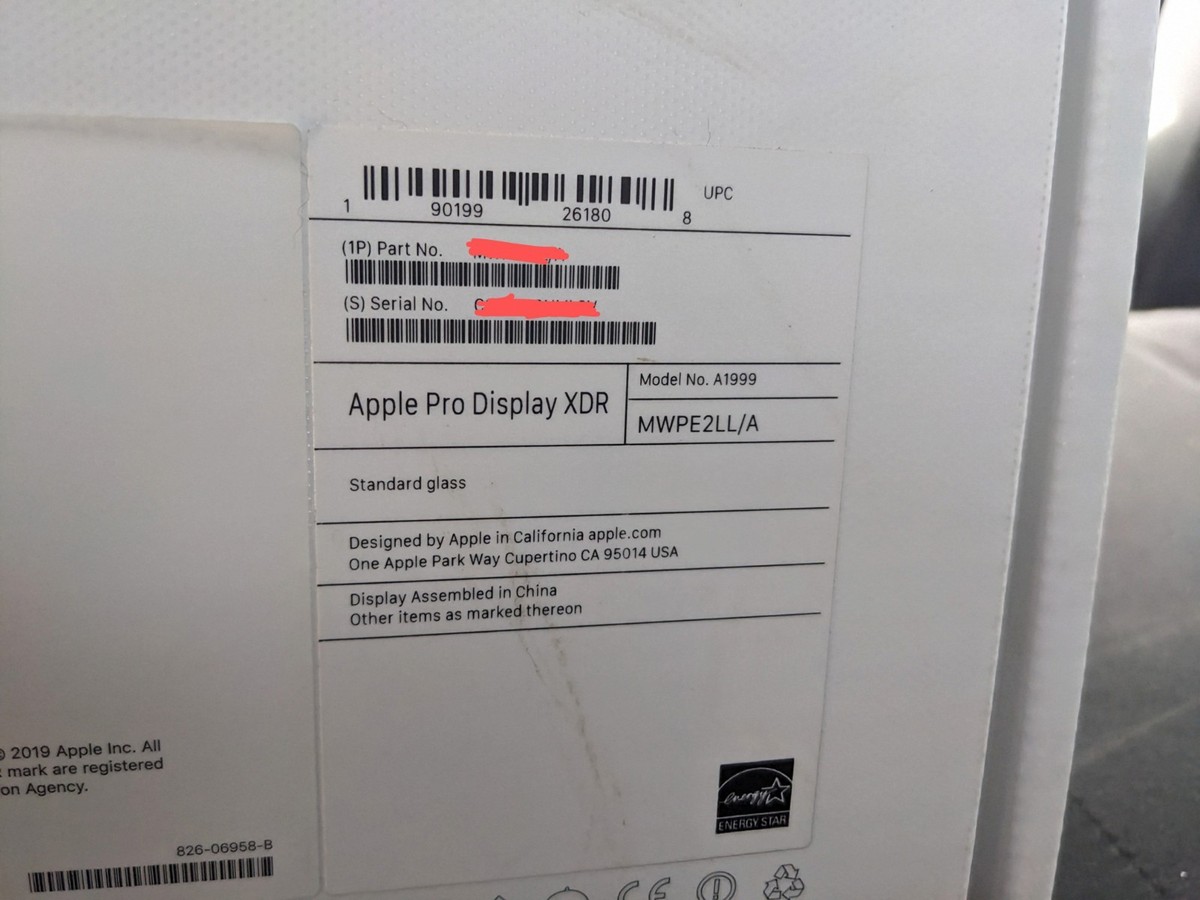 UPC
1 90199 26180 8
(1P) Part No.
(S) Serial No.
Apple Pro Display XDR
Model No. A1999
MWPE2LL/A
Standard glass
Designed by Apple in California apple.com
One Apple Park Way Cupertino CA 95014 USA
Display Assembled in China
Other items as marked thereon
energy
ENERGY STAR
© 2019 Apple Inc. All
mark are registered
on Agency.
826-06958-B
CE